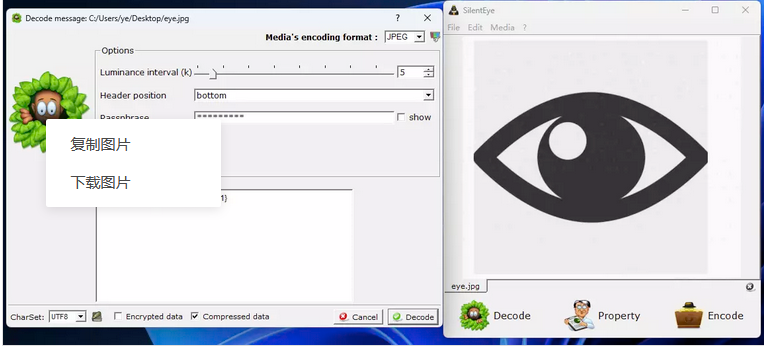 Decode message: C:/Users/ye/Desktop/eye.jpg
?
Media's encoding format :
JPEG
Options
Luminance interval (k)
5
Header position
bottom
Passphrase
=========
show
复制图片
下载图片
1}
CharSet:
UTF8
Encrypted data
Compressed data
Cancel
Decode
SilentEye
File Edit Media ?
eye.jpg
Decode
Property
Encode